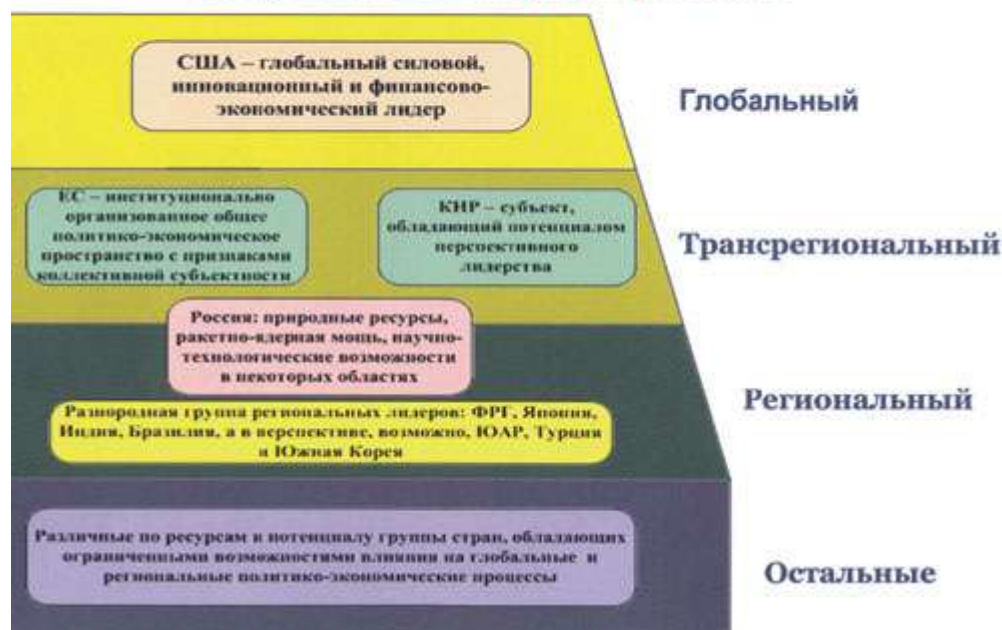 США – глобальный силовой,
инновационный и финансово-
экономический лидер
Глобальный
ЕС – институционально
организованное общее
политико-экономическое
пространство с признаками
коллективной субъектности
КНР – субъект,
обладающий потенциалом
перспективного
лидерства
Трансрегиональный
Россия: природные ресурсы,
ракетно-ядерная мощь, научно-
технологические возможности
в некоторых областях
Разнородная группа региональных лидеров: ФРГ, Япония,
Индия, Бразилия, а в перспективе, возможно, ЮАР, Турция
и Южная Корея
Региональный
Различные по ресурсам и потенциалу группы стран, обладающих
ограниченными возможностями влияния на глобальные и
региональные политико-экономические процессы
Остальные